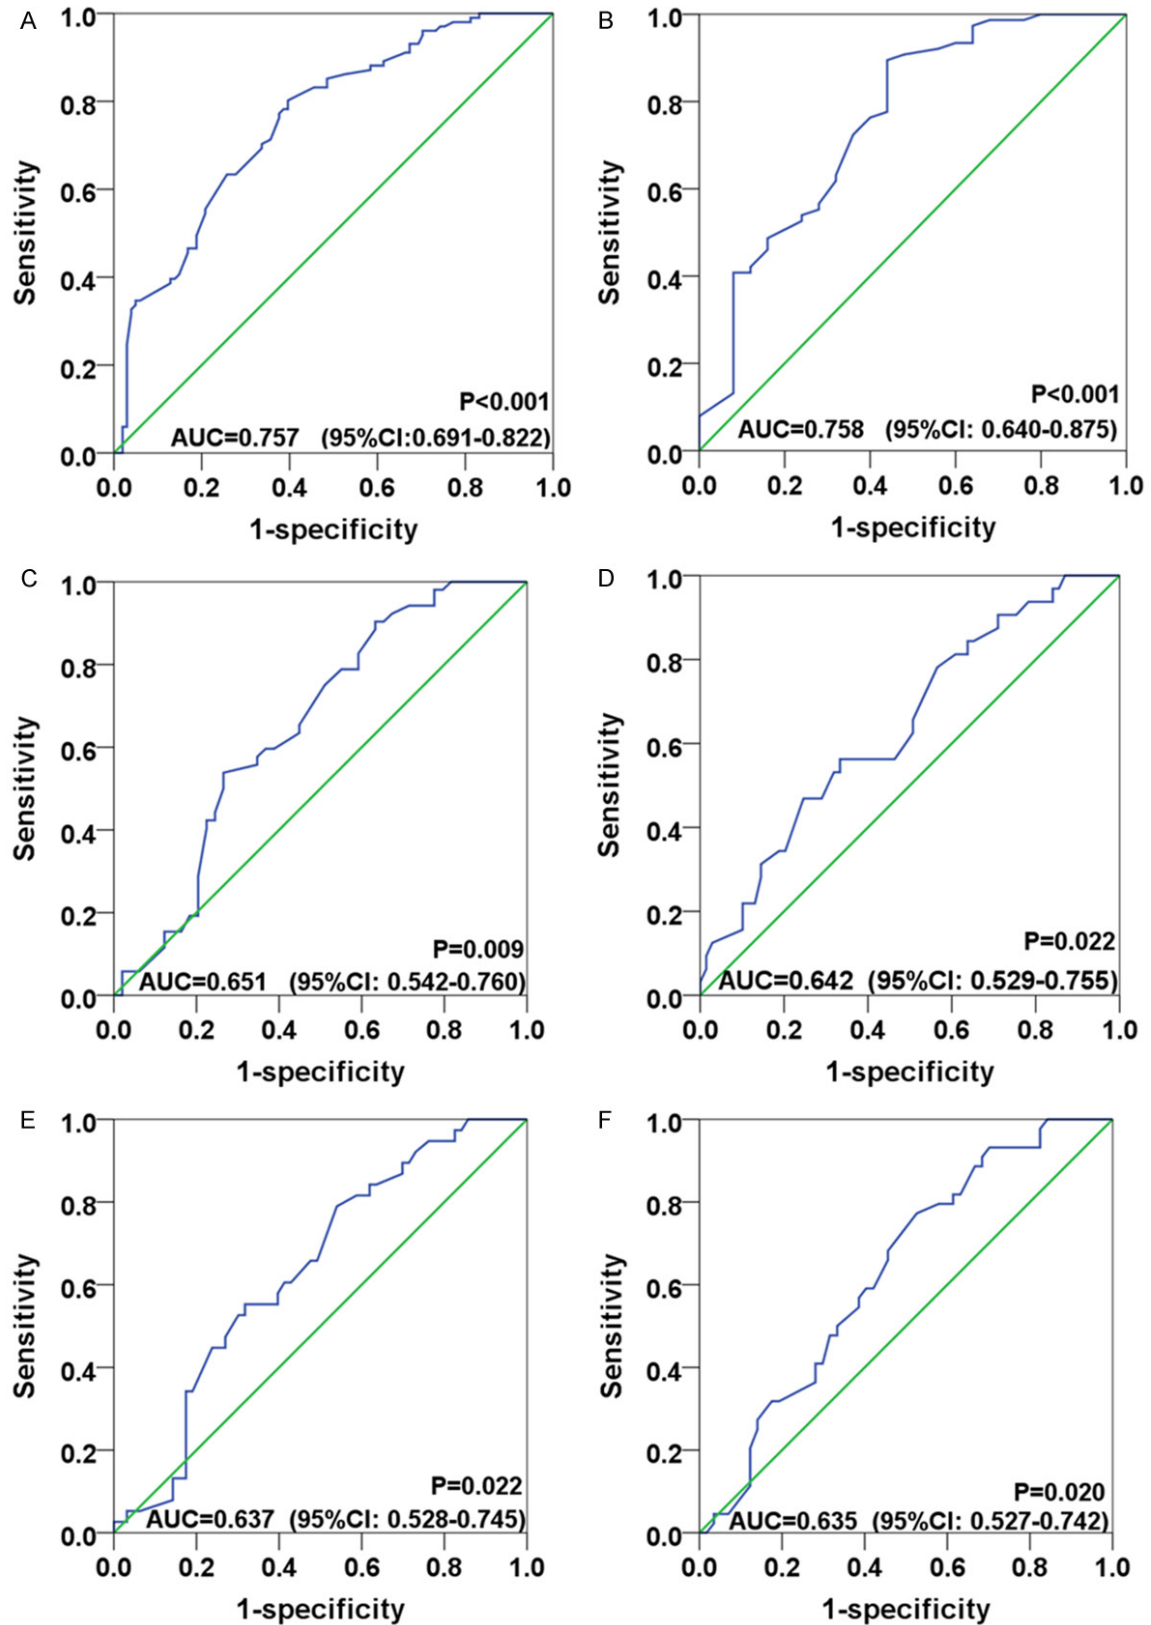 A
1.0
0.8
0.6
0.4
0.2
0.0
Sensitivity
P<0.001
AUC=0.757 (95%CI:0.691-0.822)
0.0 0.2 0.4 0.6 0.8 1.0
1-specificity
B
1.0
0.8
0.6
0.4
0.2
0.0
Sensitivity
P<0.001
AUC=0.758 (95%CI: 0.640-0.875)
0.0 0.2 0.4 0.6 0.8 1.0
1-specificity
C
1.0
0.8
0.6
0.4
0.2
0.0
Sensitivity
P=0.009
AUC=0.651 (95%CI: 0.542-0.760)
0.0 0.2 0.4 0.6 0.8 1.0
1-specificity
D
1.0
0.8
0.6
0.4
0.2
0.0
Sensitivity
P=0.022
AUC=0.642 (95%CI: 0.529-0.755)
0.0 0.2 0.4 0.6 0.8 1.0
1-specificity
E
1.0
0.8
0.6
0.4
0.2
0.0
Sensitivity
P=0.022
AUC=0.637 (95%CI: 0.528-0.745)
0.0 0.2 0.4 0.6 0.8 1.0
1-specificity
F
1.0
0.8
0.6
0.4
0.2
0.0
Sensitivity
P=0.020
AUC=0.635 (95%CI: 0.527-0.742)
0.0 0.2 0.4 0.6 0.8 1.0
1-specificity